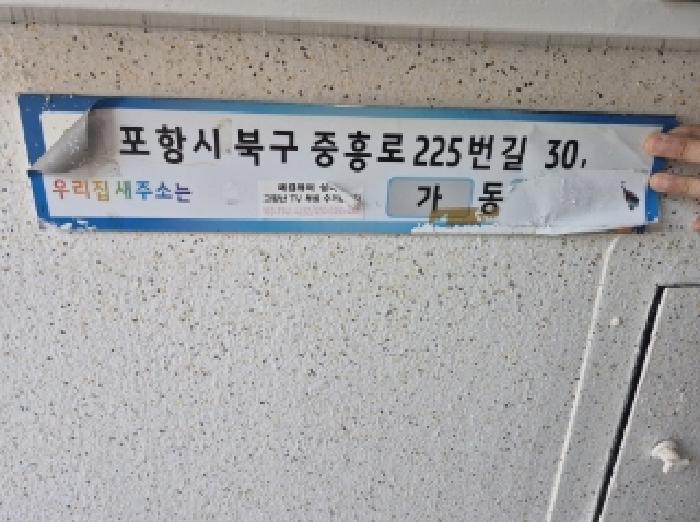 포항시 북구 중흥로 225번길 30,
우리집 새주소는
가 동